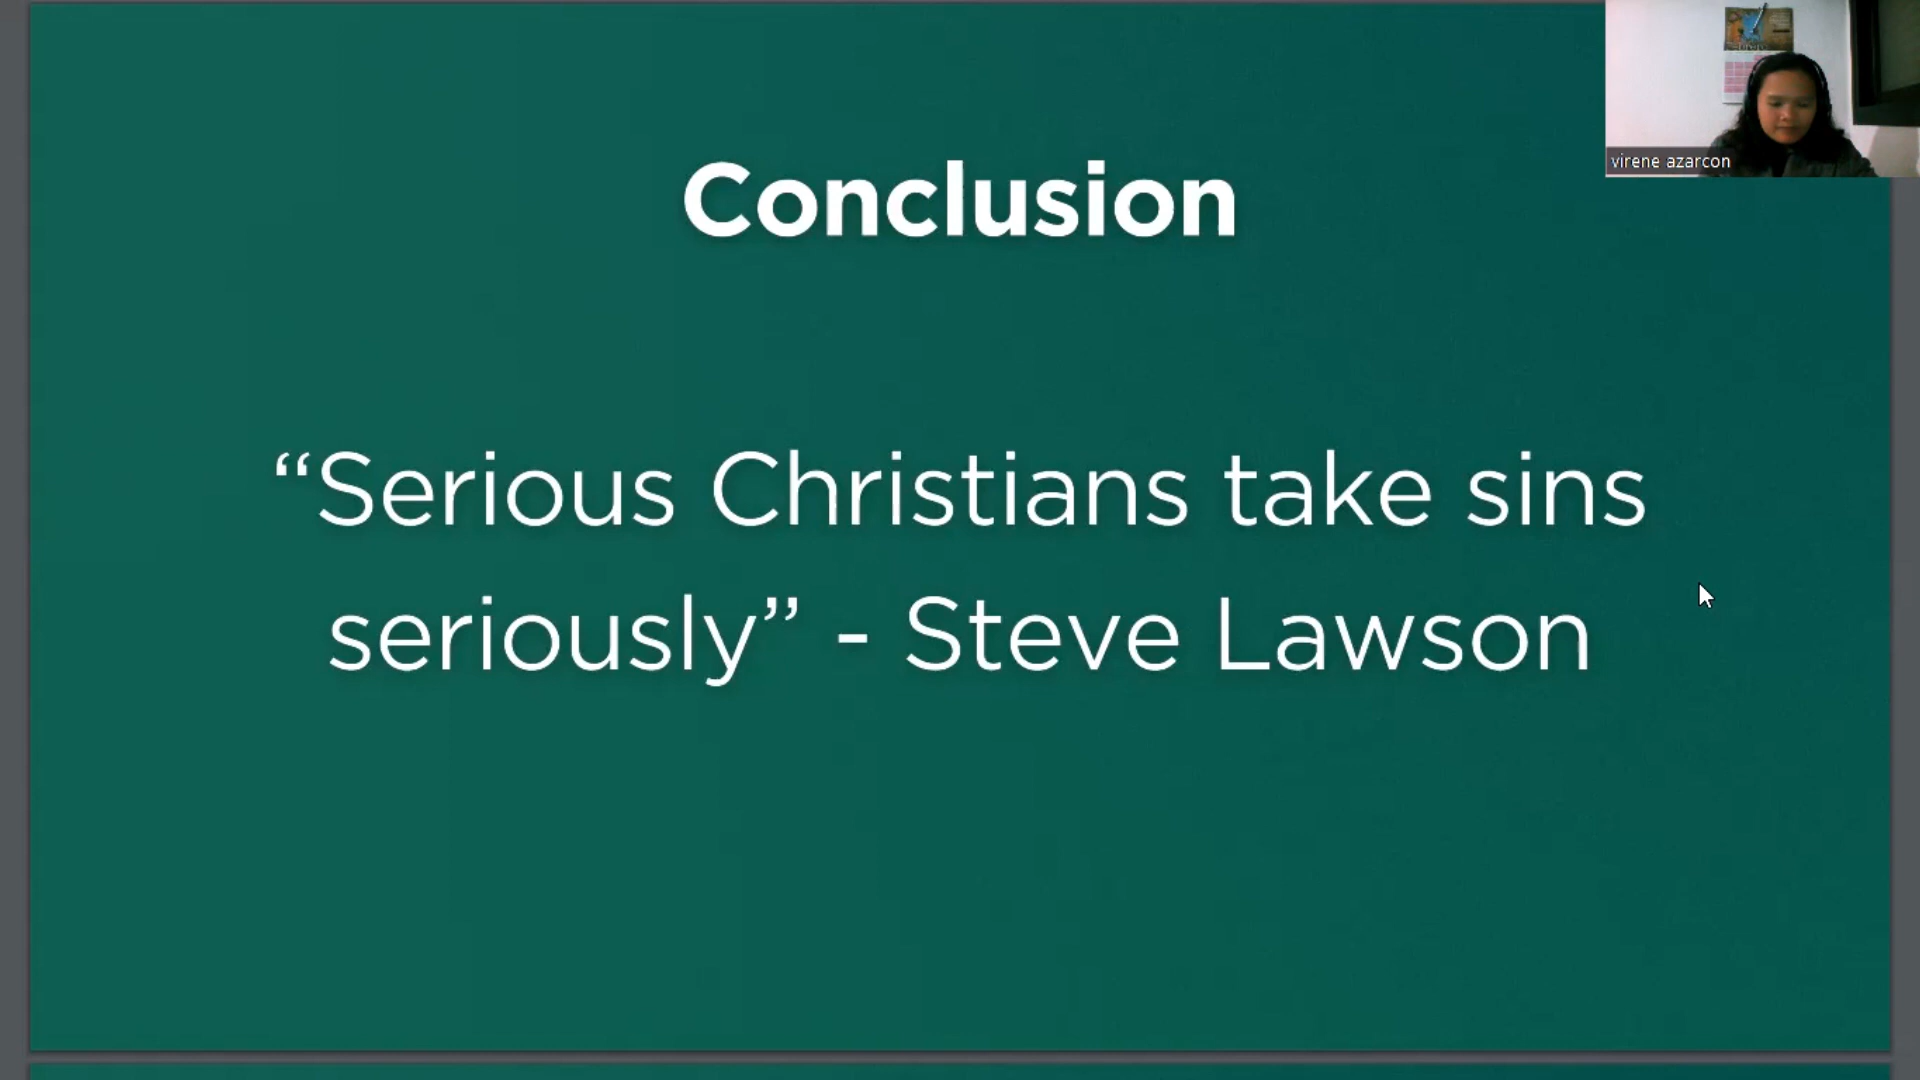 virene azarcon
Conclusion
“Serious Christians take sins
seriously” - Steve Lawson